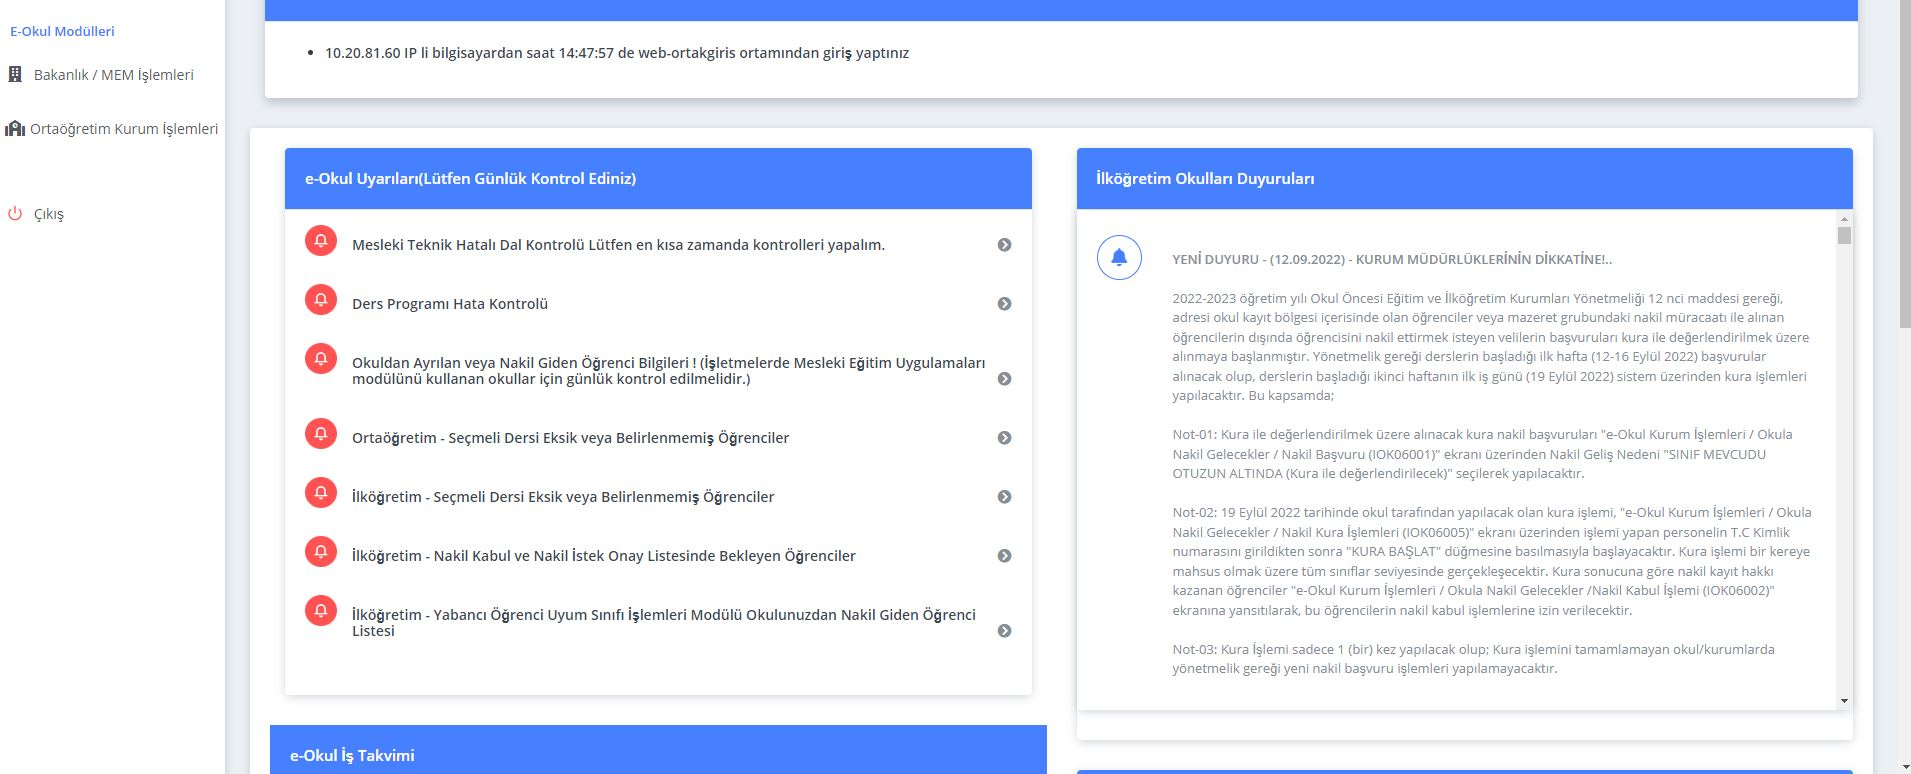 E-Okul Modülleri
Bakanlık / MEM İşlemleri
Ortaöğretim Kurum İşlemleri
Çıkış
10.20.81.60 IP li bilgisayardan saat 14:47:57 de web-ortakgiris ortamından giriş yaptınız
e-Okul Uyarıları(Lütfen Günlük Kontrol Ediniz)
Mesleki Teknik Hatalı Dal Kontrolü Lütfen en kısa zamanda kontrolleri yapalım.
Ders Programı Hata Kontrolü
Okuldan Ayrılan veya Nakil Giden Öğrenci Bilgileri ! (İşletmelerde Mesleki Eğitim Uygulamaları
modülünü kullanan okullar için günlük kontrol edilmelidir.)
Ortaöğretim - Seçmeli Dersi Eksik veya Belirlenmemiş Öğrenciler
İlköğretim - Seçmeli Dersi Eksik veya Belirlenmemiş Öğrenciler
İlköğretim - Nakil Kabul ve Nakil İstek Onay Listesinde Bekleyen Öğrenciler
İlköğretim - Yabancı Öğrenci Uyum Sınıfı İşlemleri Modülü Okulunuzdan Nakil Giden Öğrenci
Listesi
e-Okul İş Takvimi
İlköğretim Okulları Duyuruları
YENİ DUYURU - (12.09.2022) - KURUM MÜDÜRLÜKLERİNİN DİKKATİNE!..
2022-2023 öğretim yılı Okul Öncesi Eğitim ve İlköğretim Kurumları Yönetmeliği 12 nci maddesi gereği,
adresi okul kayıt bölgesi içerisinde olan öğrenciler veya mazeret grubundaki nakil müracaatı ile alınan
öğrencilerin dışında öğrencisini nakil ettirmek isteyen velilerin başvuruları kura ile değerlendirilmek üzere
alınmaya başlanmıştır. Yönetmelik gereği derslerin başladığı ilk hafta (12-16 Eylül 2022) başvurular
alınacak olup, derslerin başladığı ikinci haftanın ilk iş günü (19 Eylül 2022) sistem üzerinden kura işlemleri
yapılacaktır. Bu kapsamda;
Not-01: Kura ile değerlendirilmek üzere alınacak kura nakil başvuruları "e-Okul Kurum İşlemleri / Okula
Nakil Gelecekler / Nakil Başvuru (IOK06001)" ekranı üzerinden Nakil Geliş Nedeni "SINIF MEVCUDU
OTUZUN ALTINDA (Kura ile değerlendirilecek)" seçilerek yapılacaktır.
Not-02: 19 Eylül 2022 tarihinde okul tarafından yapılacak olan kura işlemi, "e-Okul Kurum İşlemleri / Okula
Nakil Gelecekler / Nakil Kura İşlemleri (IOK06005)" ekranı üzerinden işlemi yapan personelin T.C Kimlik
numarasını girildikten sonra "KURA BAŞLAT" düğmesine basılmasıyla başlayacaktır. Kura işlemi bir kereye
mahsus olmak üzere tüm sınıflar seviyesinde gerçekleşecektir. Kura sonucuna göre nakil kayıt hakkı
kazanan öğrenciler "e-Okul Kurum İşlemleri / Okula Nakil Gelecekler /Nakil Kabul İşlemi (IOK06002)"
ekranına yansıtılarak, bu öğrencilerin nakil kabul işlemlerine izin verilecektir.
Not-03: Kura İşlemi sadece 1 (bir) kez yapılacak olup; Kura işlemini tamamlamayan okul/kurumlarda
yönetmelik gereği yeni nakil başvuru işlemleri yapılamayacaktır.